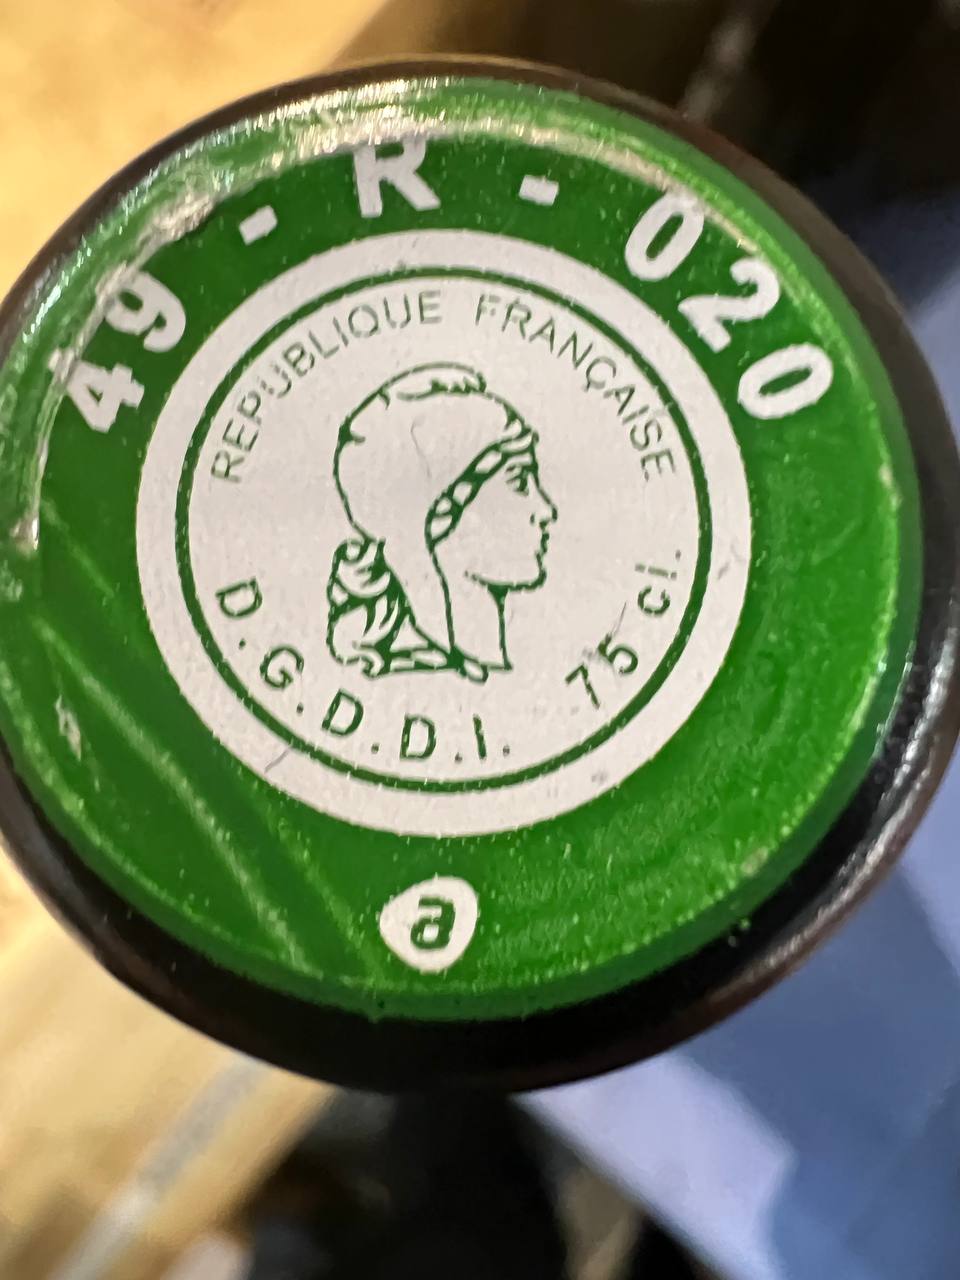 49 - R - 020
REPUBLIQUE FRANÇAISE
D.G.D.D.I. 75 cl.
a